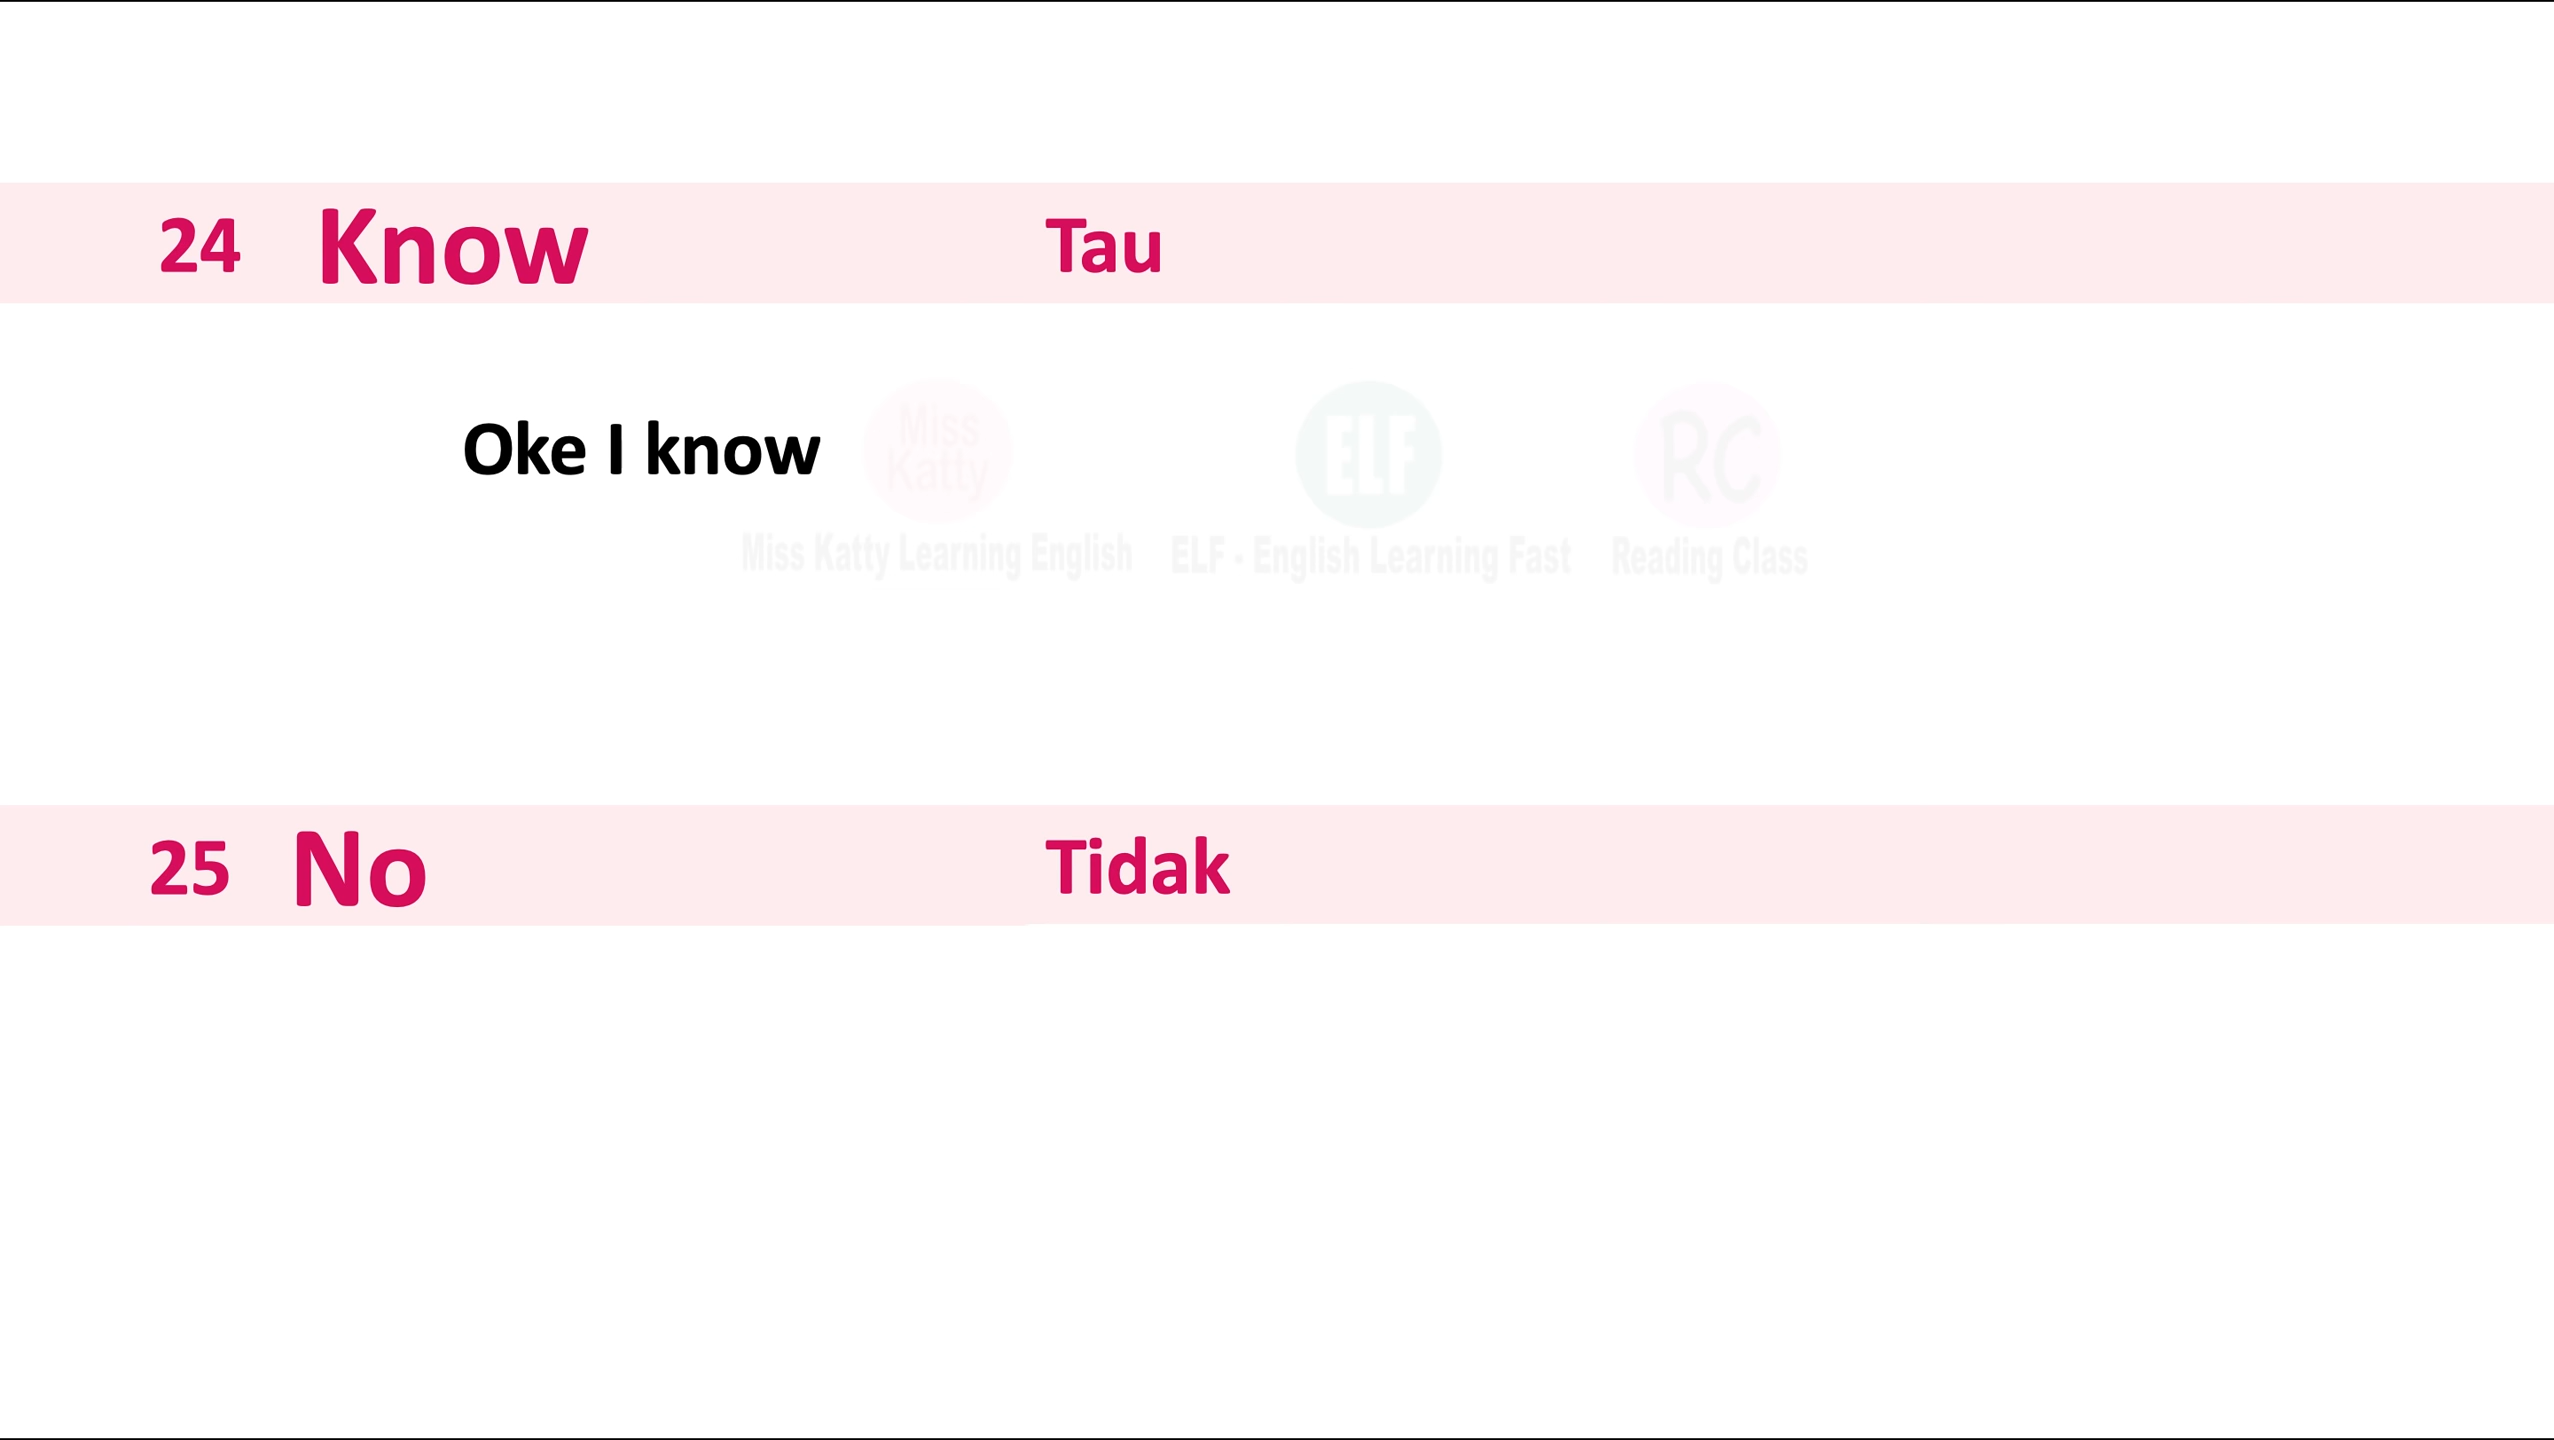 24 Know Tau
Oke I know
Miss
Katty
ELF
RC
Miss Katty Learning English
ELF - English Learning Fast
Reading Class
25 No Tidak